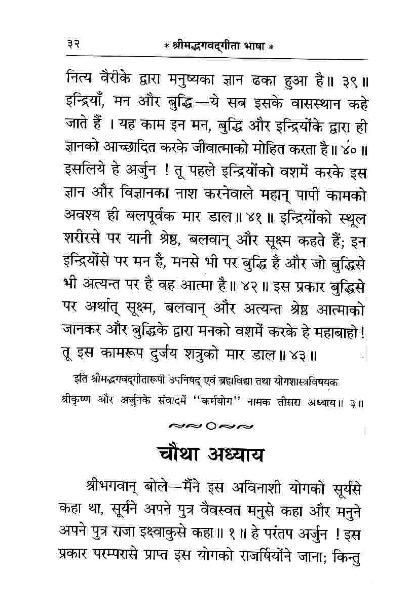 ३२
* श्रीमद्भगवद्गीता भाषा *
नित्य वैरीके द्वारा मनुष्यका ज्ञान ढका हुआ है॥ ३९॥
इन्द्रियाँ, मन और बुद्धि—ये सब इसके वासस्थान कहे
जाते हैं । यह काम इन मन, बुद्धि और इन्द्रियोंके द्वारा ही
ज्ञानको आच्छादित करके जीवात्माको मोहित करता है॥ ४०॥
इसलिये हे अर्जुन ! तू पहले इन्द्रियोंको वशमें करके इस
ज्ञान और विज्ञानका नाश करनेवाले महान् पापी कामको
अवश्य ही बलपूर्वक मार डाल॥ ४१॥ इन्द्रियोंको स्थूल
शरीरसे पर यानी श्रेष्ठ, बलवान् और सूक्ष्म कहते हैं; इन
इन्द्रियोंसे पर मन है, मनसे भी पर बुद्धि है और जो बुद्धिसे
भी अत्यन्त पर है वह आत्मा है॥ ४२॥ इस प्रकार बुद्धिसे
पर अर्थात् सूक्ष्म, बलवान् और अत्यन्त श्रेष्ठ आत्माको
जानकर और बुद्धिके द्वारा मनको वशमें करके हे महाबाहो!
तू इस कामरूप दुर्जय शत्रुको मार डाल॥ ४३॥
इति श्रीमद्भगवद्गीतारूपी उपनिषद् एवं ब्रह्मविद्या तथा योगशास्त्रविषयक
श्रीकृष्ण और अर्जुनके संवादमें ‘‘कर्मयोग’’ नामक तीसरा अध्याय॥ ३॥
चौथा अध्याय
श्रीभगवान् बोले—मैंने इस अविनाशी योगको सूर्यसे
कहा था, सूर्यने अपने पुत्र वैवस्वत मनुसे कहा और मनुने
अपने पुत्र राजा इक्ष्वाकुसे कहा॥ १॥ हे परंतप अर्जुन ! इस
प्रकार परम्परासे प्राप्त इस योगको राजर्षियोंने जाना; किन्तु